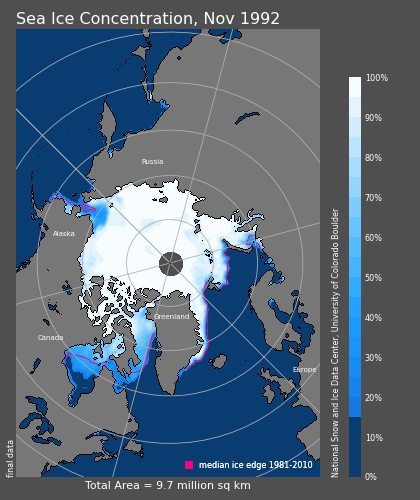 Sea Ice Concentration, Nov 1992
Russia
Alaska
Greenland
Canada
Europe
median ice edge 1981-2010
final data
Total Area = 9.7 million sq km
100%
90%
80%
70%
60%
50%
40%
30%
20%
10%
0%
National Snow and Ice Data Center, University of Colorado Boulder